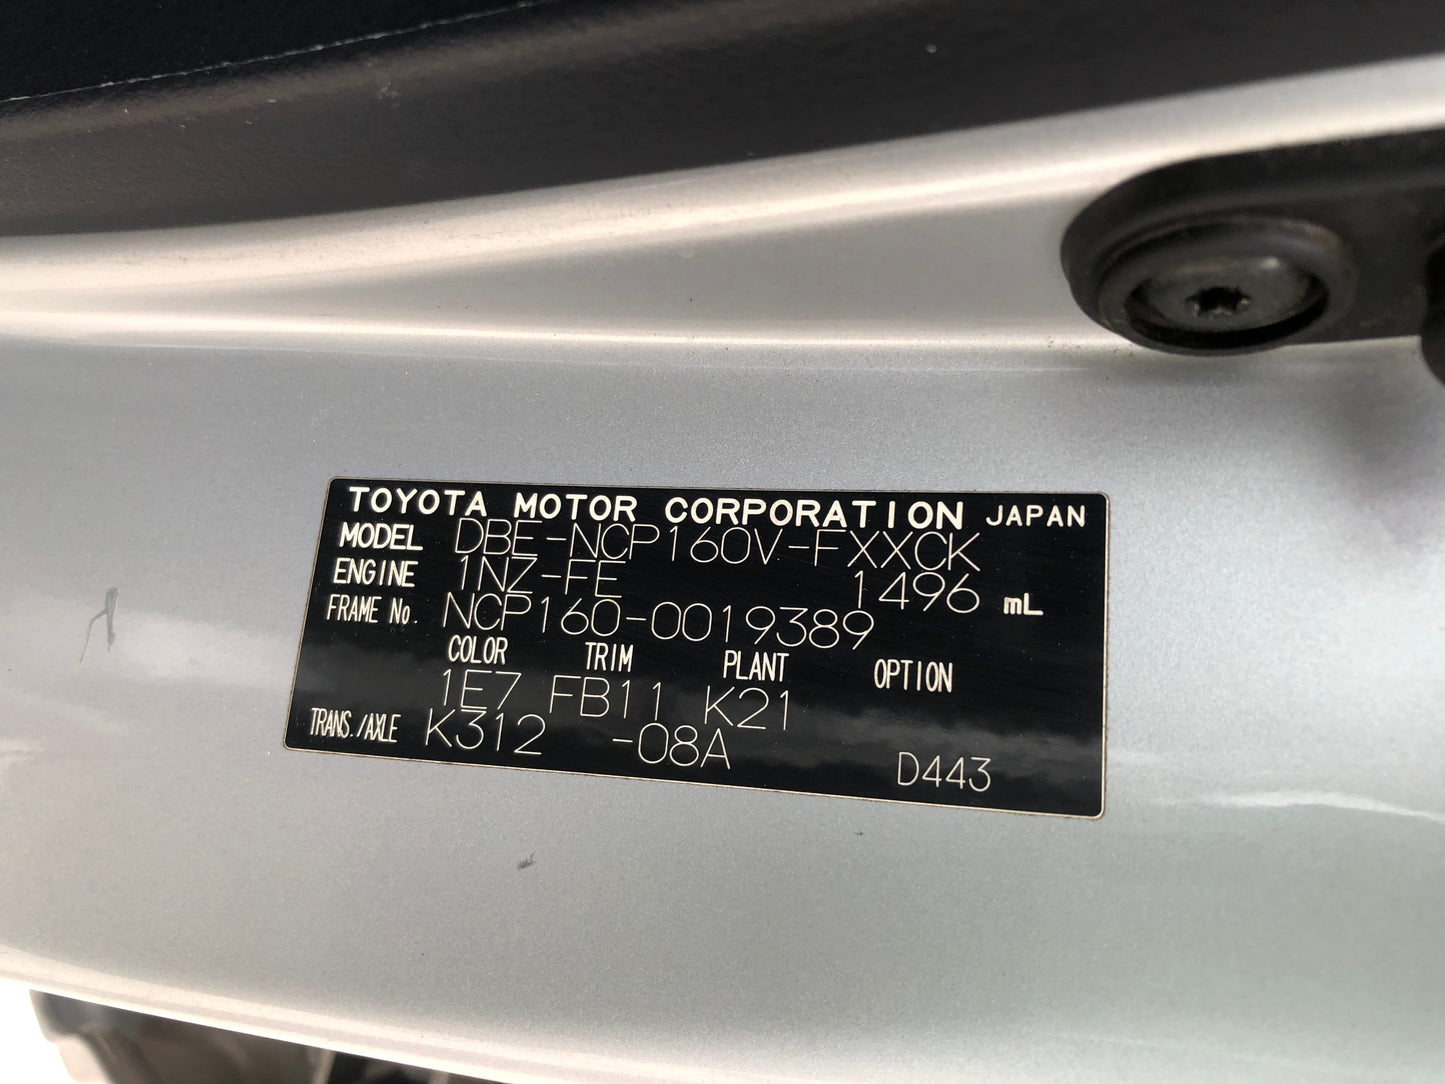 TOYOTA MOTOR CORPORATION JAPAN
MODEL DBE-NCP160V-FXXCK
ENGINE 1NZ-FE 1496 mL
FRAME No. NCP160-0019389
COLOR TRIM PLANT OPTION
1E7 FB11 K21
TRANS./AXLE K312 -08A D443